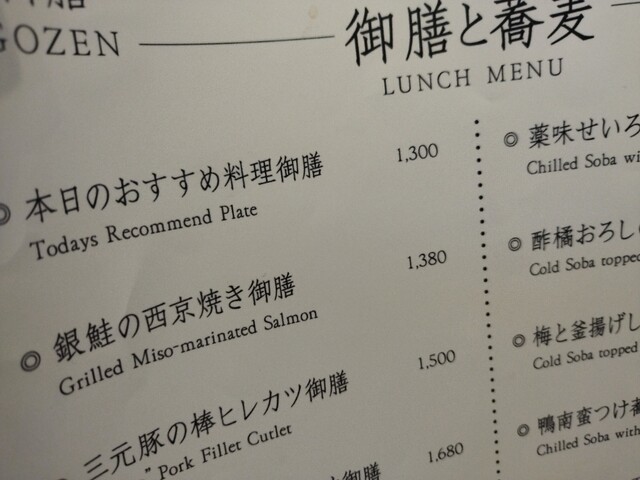 GOZEN
御膳と蕎麦
LUNCH MENU
本日のおすすめ料理御膳 1,300
Todays Recommend Plate
◎ 銀鮭の西京焼き御膳 1,380
Grilled Miso-marinated Salmon
三元豚の棒ヒレカツ御膳 1,500
" Pork Fillet Cutlet
御膳 1,680
◎ 薬味せいろ
Chilled Soba wi
◎ 酢橘おろし
Cold Soba topped
◎ 梅と釜揚げし
Cold Soba topped
◎ 鴨南蛮つけ蕎
Chilled Soba with